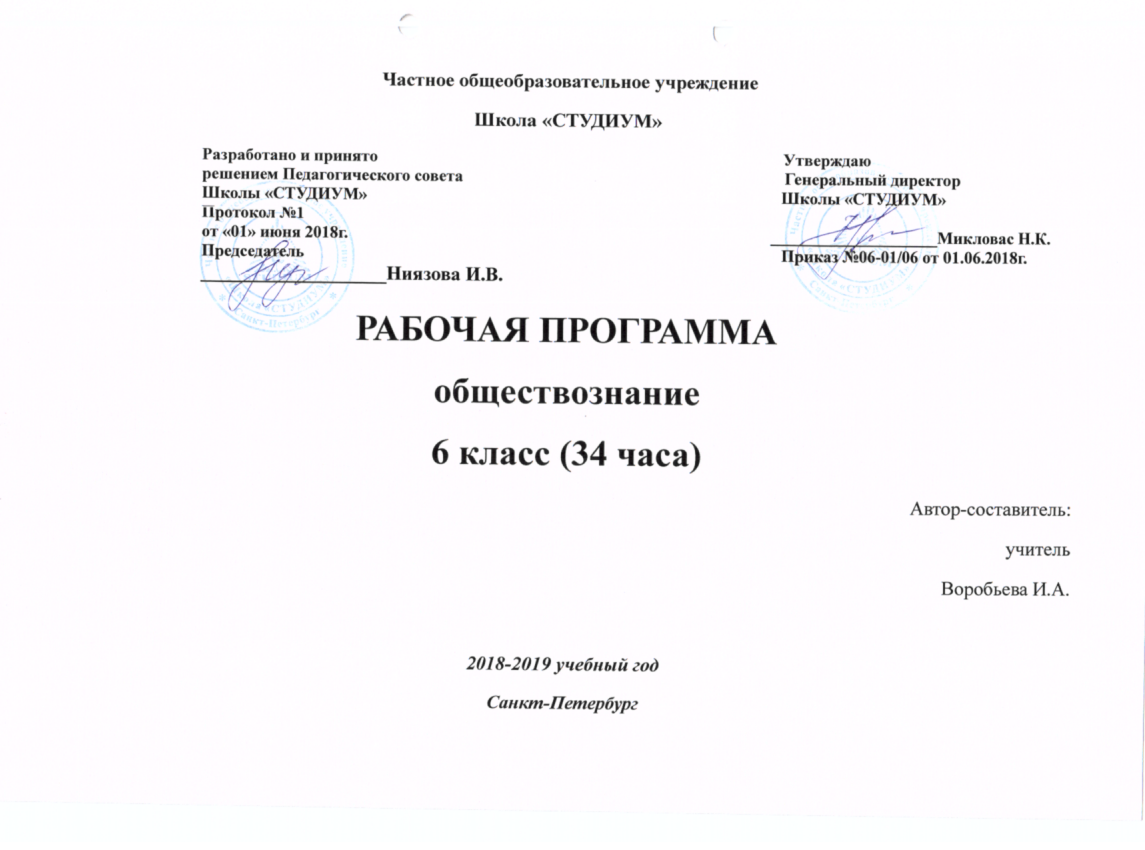 Частное общеобразовательное учреждение
Школа «СТУДИУМ»
Разработано и принято
решением Педагогического совета
Школы «СТУДИУМ»
Протокол №1
от «01» июня 2018г.
Председатель
Ниязова И.В.
Утверждаю
Генеральный директор
Школы «СТУДИУМ»
Микловас Н.К.
Приказ №06-01/06 от 01.06.2018г.
РАБОЧАЯ ПРОГРАММА
обществознание
6 класс (34 часа)
Автор-составитель:
учитель
Воробьева И.А.
2018-2019 учебный год
Санкт-Петербург